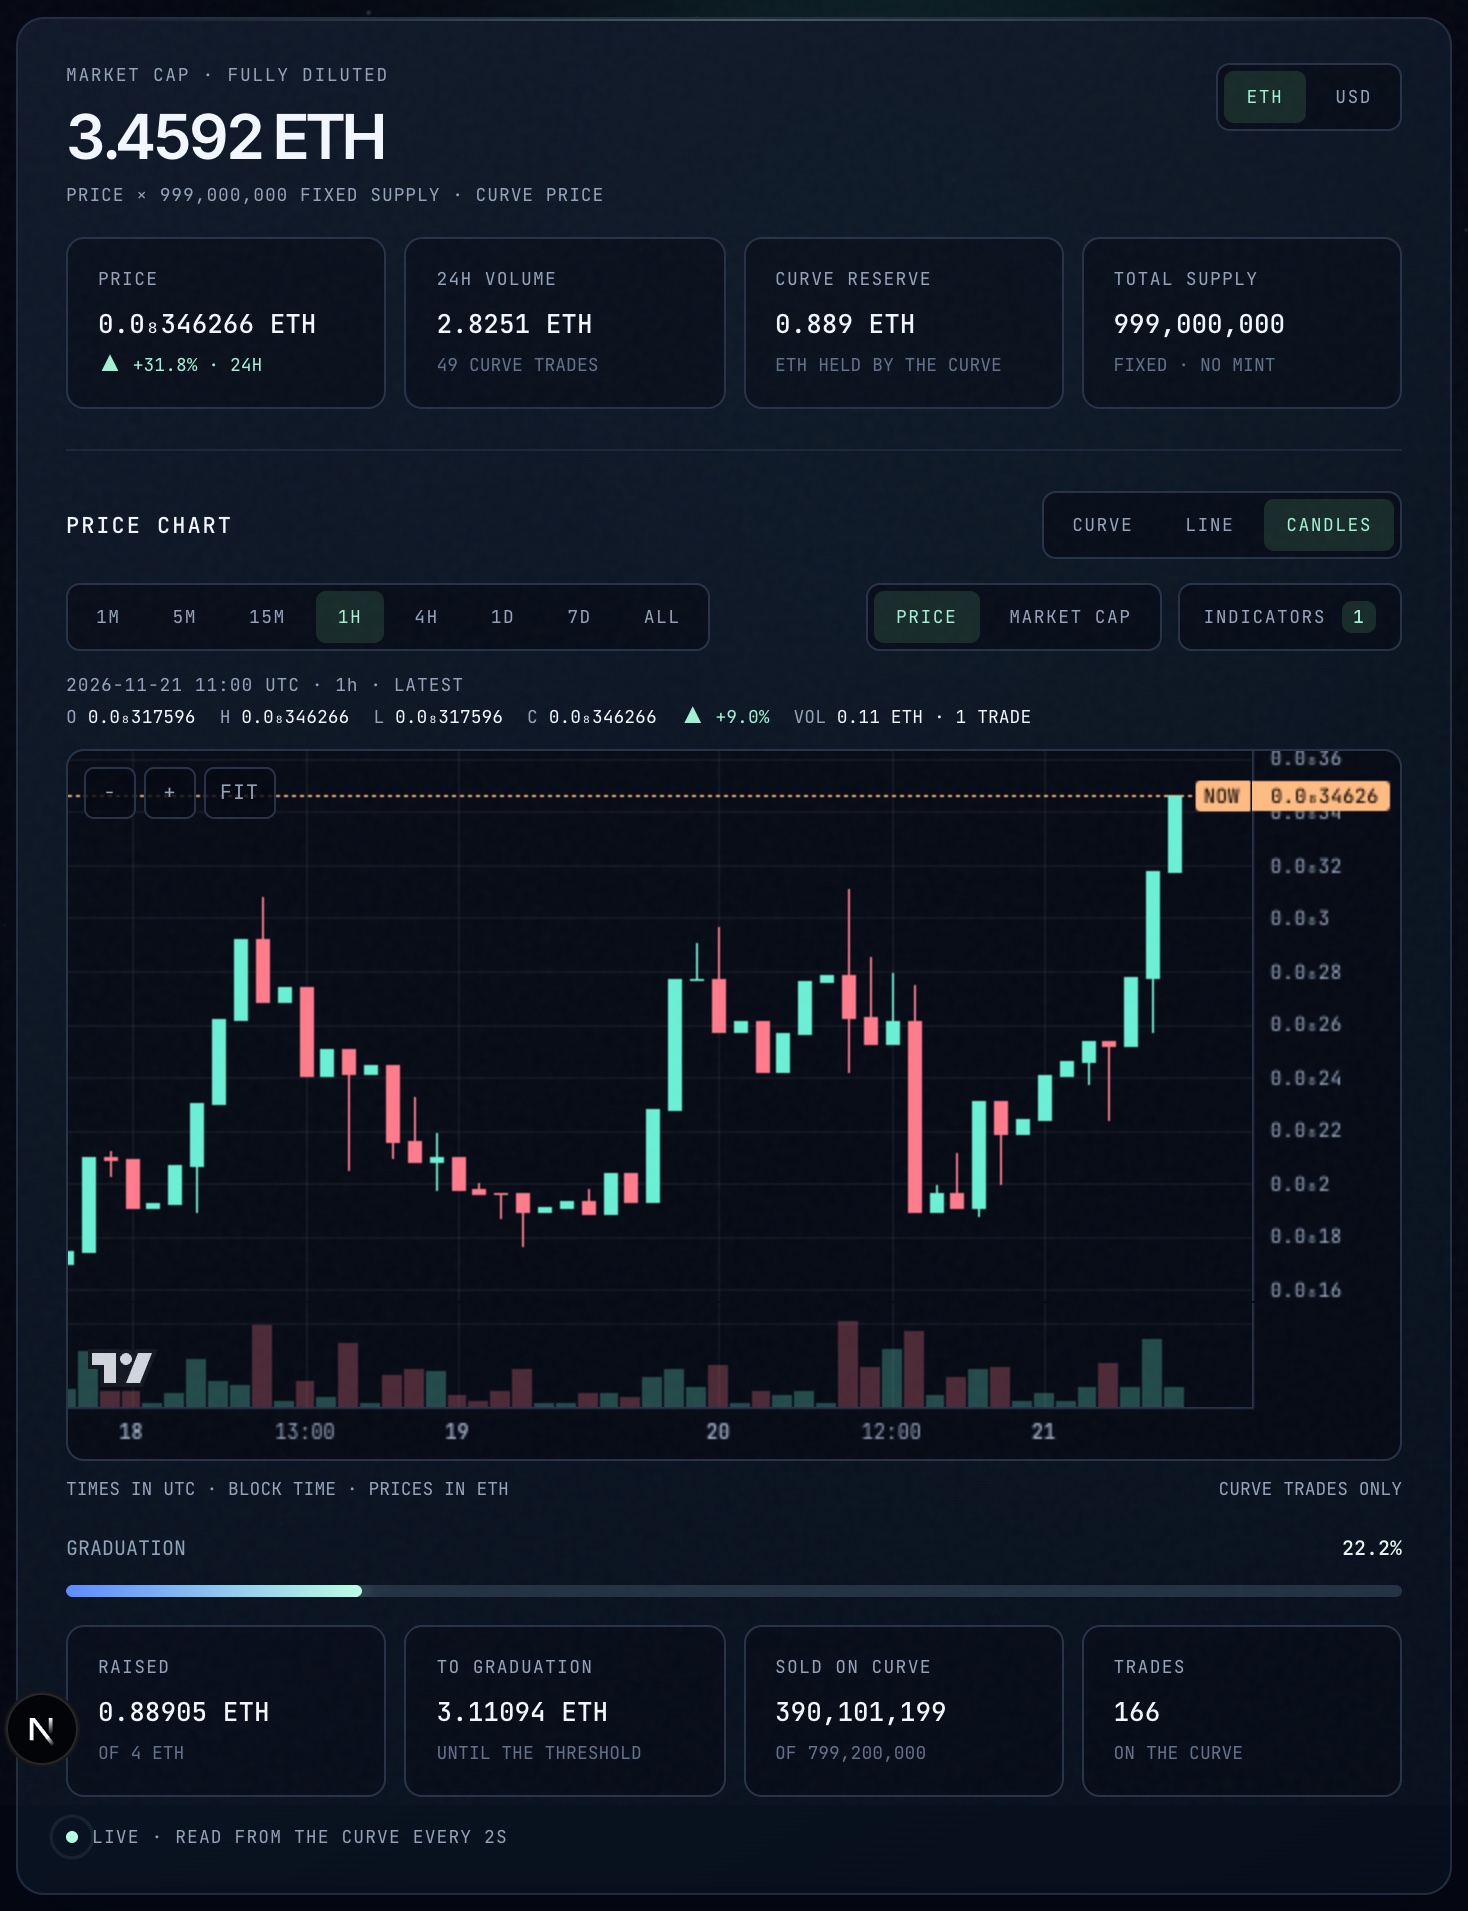 MARKET CAP · FULLY DILUTED
3.4592 ETH
PRICE × 999,000,000 FIXED SUPPLY · CURVE PRICE
ETH USD
PRICE
0.0₈346266 ETH
▲ +31.8% · 24H
24H VOLUME
2.8251 ETH
49 CURVE TRADES
CURVE RESERVE
0.889 ETH
ETH HELD BY THE CURVE
TOTAL SUPPLY
999,000,000
FIXED · NO MINT
PRICE CHART
CURVE LINE CANDLES
1M 5M 15M 1H 4H 1D 7D ALL
PRICE MARKET CAP
INDICATORS 1
2026-11-21 11:00 UTC · 1h · LATEST
O 0.0₈317596 H 0.0₈346266 L 0.0₈317596 C 0.0₈346266 ▲ +9.0% VOL 0.11 ETH · 1 TRADE
- + FIT
0.0₈36
NOW 0.0₈34626
0.0₈34
0.0₈32
0.0₈3
0.0₈28
0.0₈26
0.0₈24
0.0₈22
0.0₈2
0.0₈18
0.0₈16
18 13:00 19 20 12:00 21
TIMES IN UTC · BLOCK TIME · PRICES IN ETH
CURVE TRADES ONLY
GRADUATION
22.2%
RAISED
0.88905 ETH
OF 4 ETH
TO GRADUATION
3.11094 ETH
UNTIL THE THRESHOLD
SOLD ON CURVE
390,101,199
OF 799,200,000
TRADES
166
ON THE CURVE
N
LIVE · READ FROM THE CURVE EVERY 2S